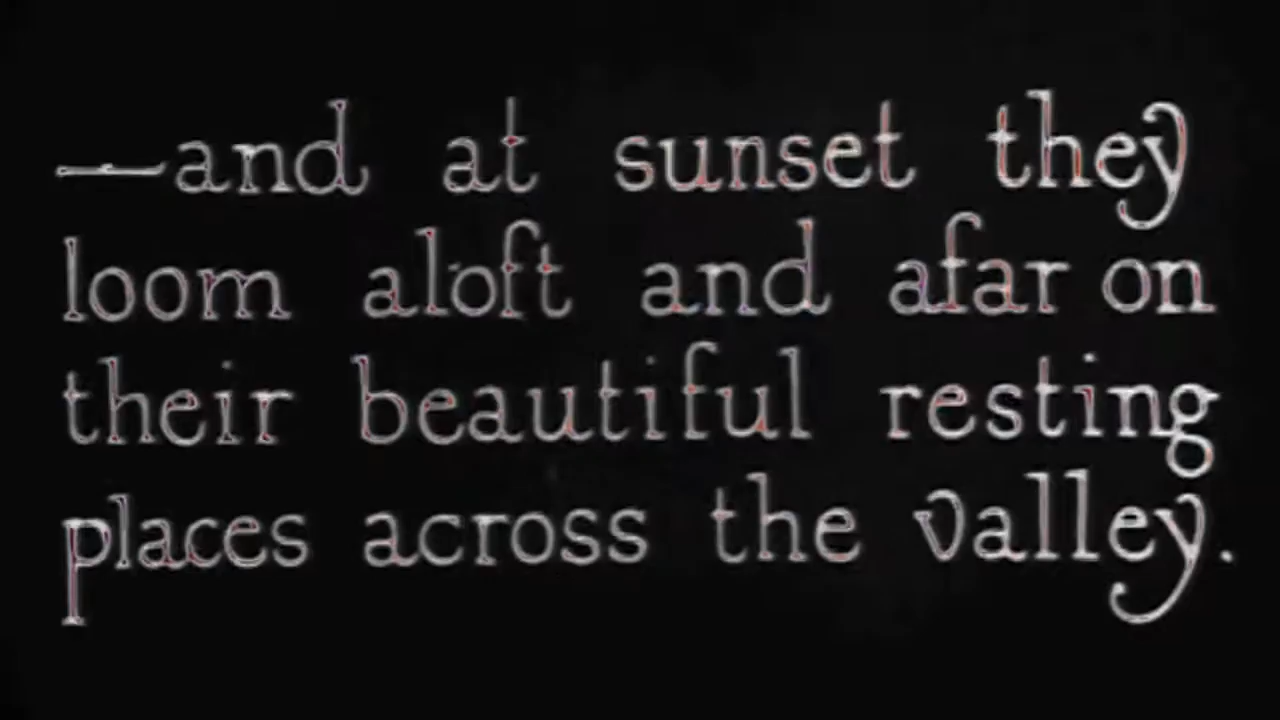 —and at sunset they
loom aloft and afar on
their beautiful resting
places across the valley.